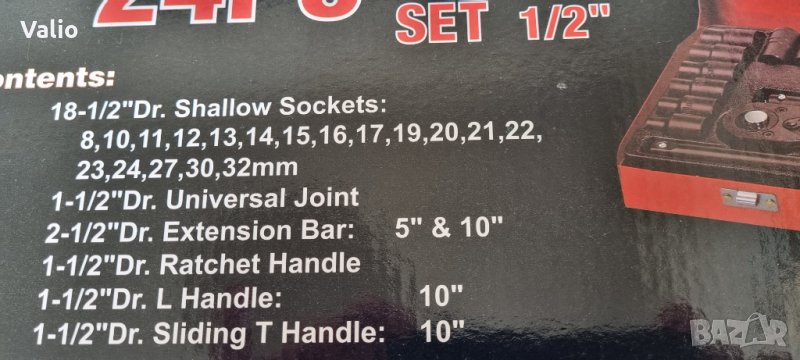 Valio
SET 1/2"
ontents:
18-1/2"Dr. Shallow Sockets:
8,10,11,12,13,14,15,16,17,19,20,21,22,
23,24,27,30,32mm
1-1/2"Dr. Universal Joint
2-1/2"Dr. Extension Bar: 5" & 10"
1-1/2"Dr. Ratchet Handle
1-1/2"Dr. L Handle: 10"
1-1/2"Dr. Sliding T Handle: 10"
BAZAR